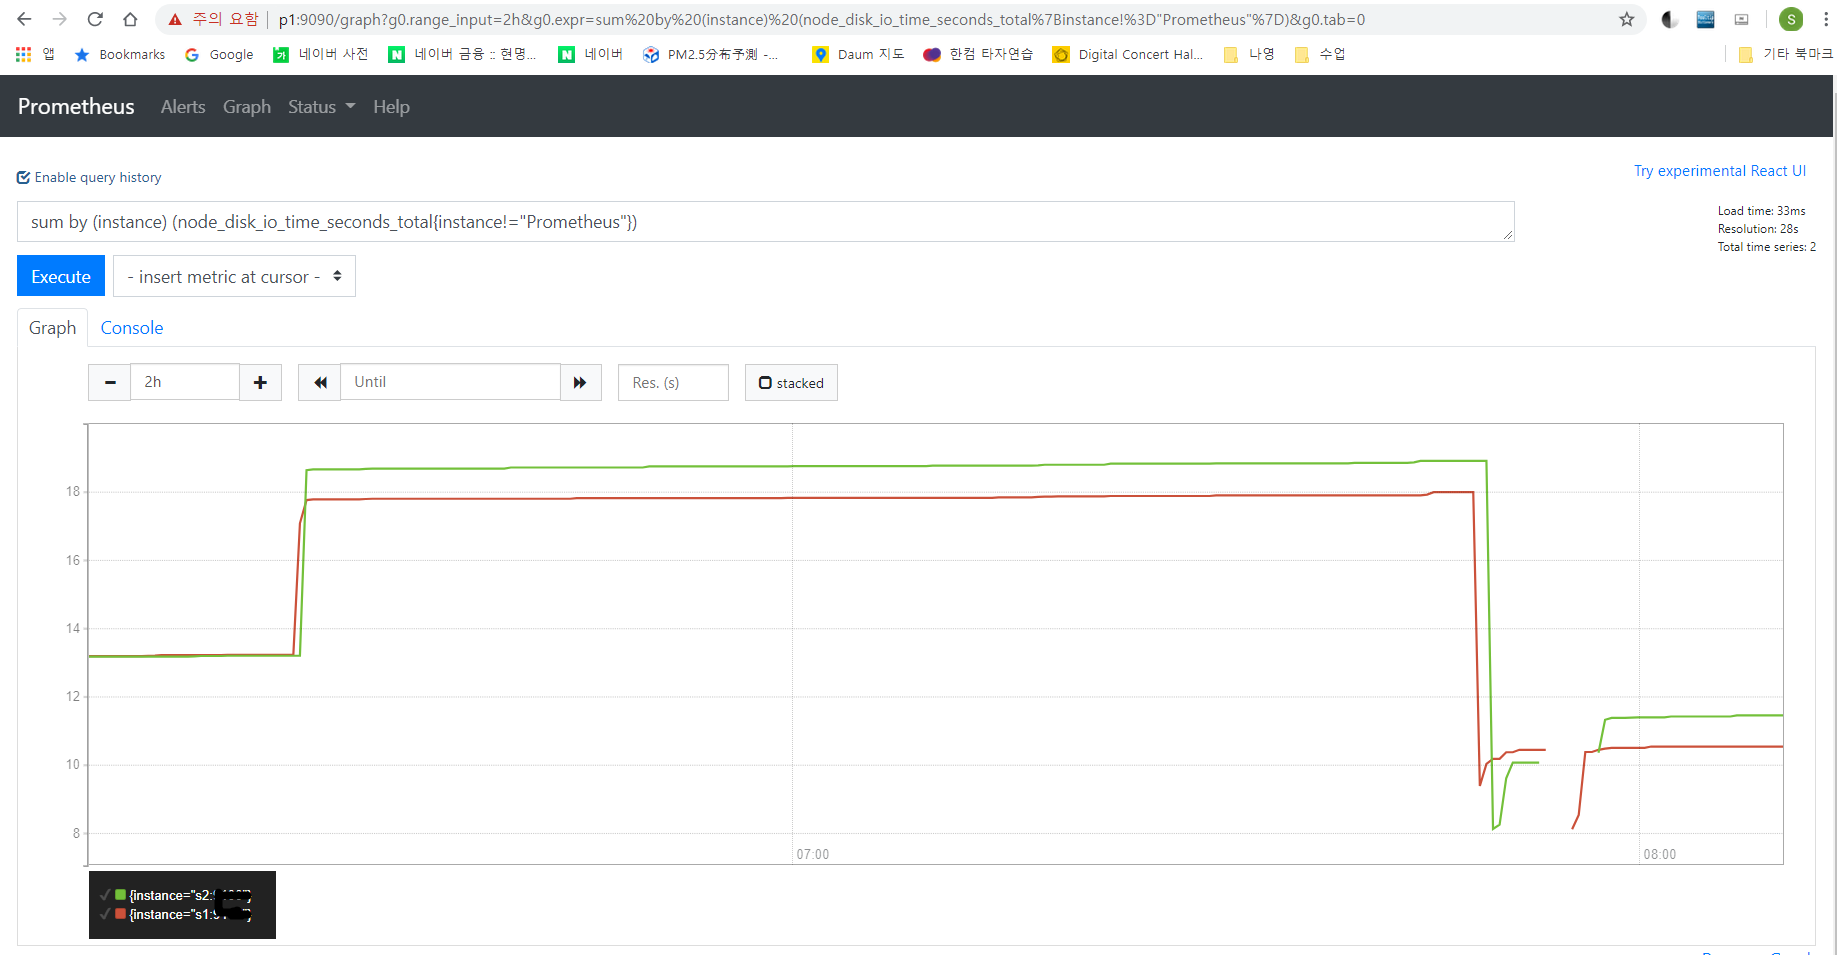 주의 요함 p1:9090/graph?g0.range_input=2h&g0.expr=sum%20by%20(instance)%20(node_disk_io_time_seconds_total%7Binstance!%3D"Prometheus"%7D)&g0.tab=0 S
앱 Bookmarks Google 네이버 사전 네이버 금융 :: 현명... 네이버 PM2.5分布予測 -... Daum 지도 한컴 타자연습 Digital Concert Hal... 나영 수업 기타 북마크
Prometheus Alerts Graph Status Help
Enable query history Try experimental React UI
sum by (instance) (node_disk_io_time_seconds_total{instance!="Prometheus"})
Load time: 33ms
Resolution: 28s
Total time series: 2
Execute - insert metric at cursor -
Graph Console
2h Until Res. (s) stacked
18
16
14
12
10
8
07:00 08:00
{instance="s2:
{instance="s1: